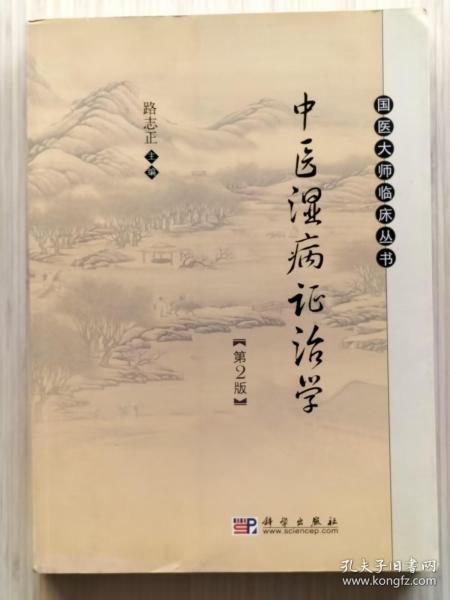 国医大师临床丛书
中医湿病证治学
【第2版】
路志正
主编
科学出版社
www.sciencep.com
孔夫子旧书网
www.kongfz.com